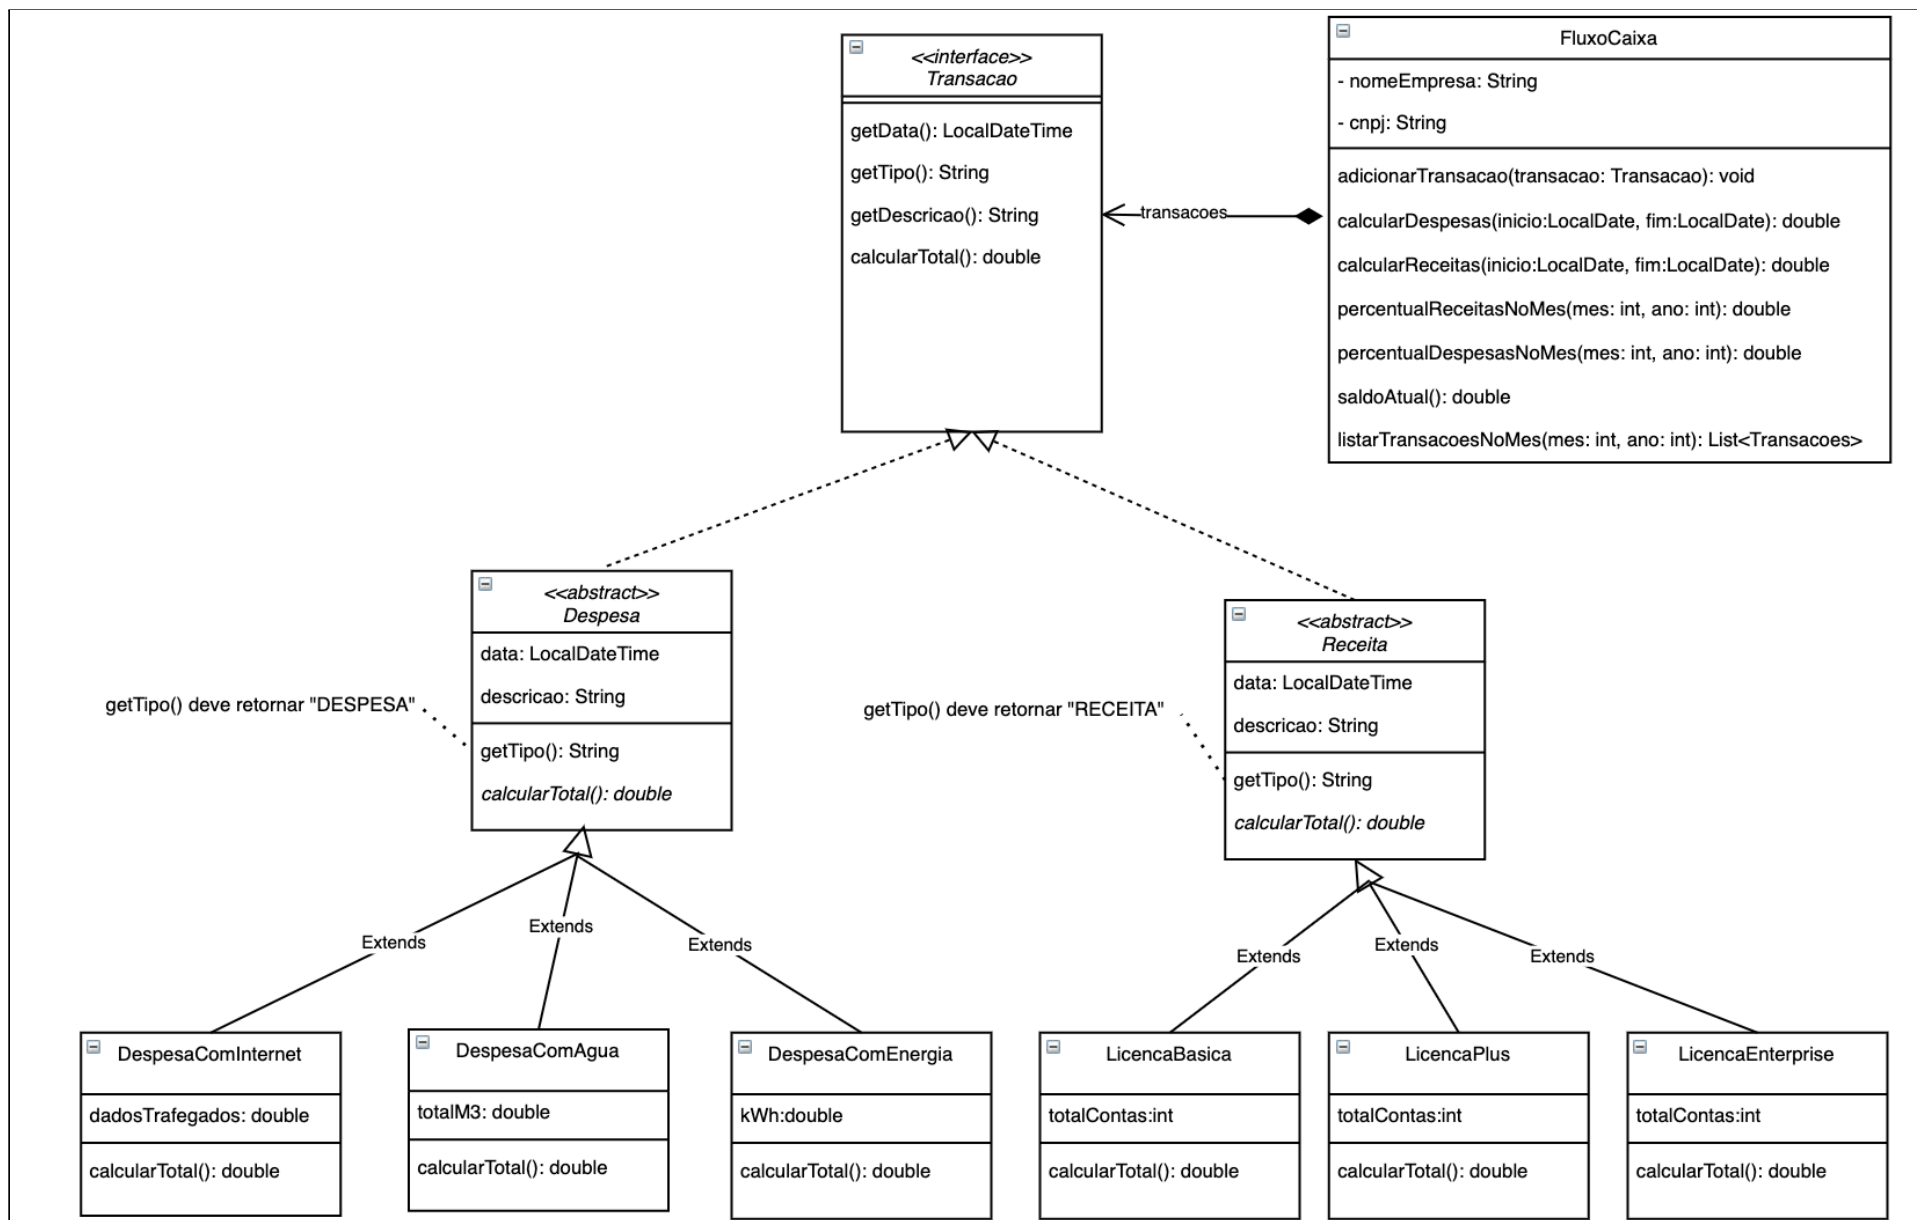 <<interface>>
Transacao
getData(): LocalDateTime
getTipo(): String
getDescricao(): String
calcularTotal(): double
transacoes
FluxoCaixa
- nomeEmpresa: String
- cnpj: String
adicionarTransacao(transacao: Transacao): void
calcularDespesas(inicio:LocalDate, fim:LocalDate): double
calcularReceitas(inicio:LocalDate, fim:LocalDate): double
percentualReceitasNoMes(mes: int, ano: int): double
percentualDespesasNoMes(mes: int, ano: int): double
saldoAtual(): double
listarTransacoesNoMes(mes: int, ano: int): List<Transacoes>
<<abstract>>
Despesa
data: LocalDateTime
descricao: String
getTipo(): String
calcularTotal(): double
getTipo() deve retornar "DESPESA"
<<abstract>>
Receita
data: LocalDateTime
descricao: String
getTipo(): String
calcularTotal(): double
getTipo() deve retornar "RECEITA"
Extends
Extends
Extends
Extends
Extends
Extends
DespesaComInternet
dadosTrafegados: double
calcularTotal(): double
DespesaComAgua
totalM3: double
calcularTotal(): double
DespesaComEnergia
kWh:double
calcularTotal(): double
LicencaBasica
totalContas:int
calcularTotal(): double
LicencaPlus
totalContas:int
calcularTotal(): double
LicencaEnterprise
totalContas:int
calcularTotal(): double